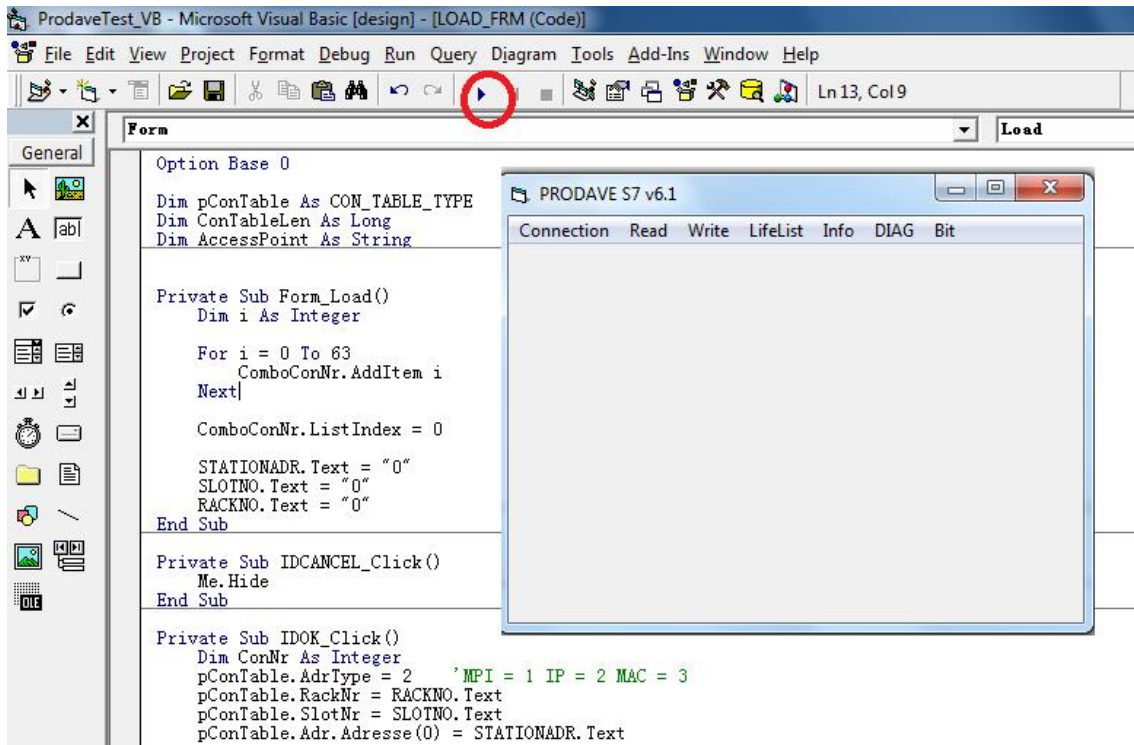 ProdaveTest_VB - Microsoft Visual Basic [design] - [LOAD_FRM (Code)]
File Edit View Project Format Debug Run Query Diagram Tools Add-Ins Window Help
Ln 13, Col 9
Form
Load
General
A
ab
XY
OLE
Option Base 0
Dim pConTable As CON_TABLE_TYPE
Dim ConTableLen As Long
Dim AccessPoint As String
Private Sub Form_Load()
Dim i As Integer
For i = 0 To 63
ComboConNr.AddItem i
Next
ComboConNr.ListIndex = 0
STATIONADR.Text = "0"
SLOTNO.Text = "0"
RACKNO.Text = "0"
End Sub
Private Sub IDCANCEL_Click()
Me.Hide
End Sub
Private Sub IDOK_Click()
Dim ConNr As Integer
pConTable.AdrType = 2 'MPI = 1 IP = 2 MAC = 3
pConTable.RackNr = RACKNO.Text
pConTable.SlotNr = SLOTNO.Text
pConTable.Adr.Adresse(0) = STATIONADR.Text
PRODAVE S7 v6.1
Connection Read Write LifeList Info DIAG Bit